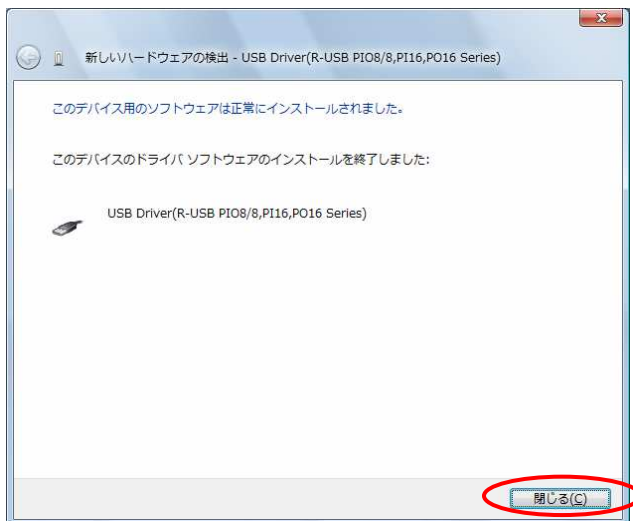 新しいハードウェアの検出 - USB Driver(R-USB PIO8/8,PI16,PO16 Series)
このデバイス用のソフトウェアは正常にインストールされました。
このデバイスのドライバ ソフトウェアのインストールを終了しました:
USB Driver(R-USB PIO8/8,PI16,PO16 Series)
閉じる(C)